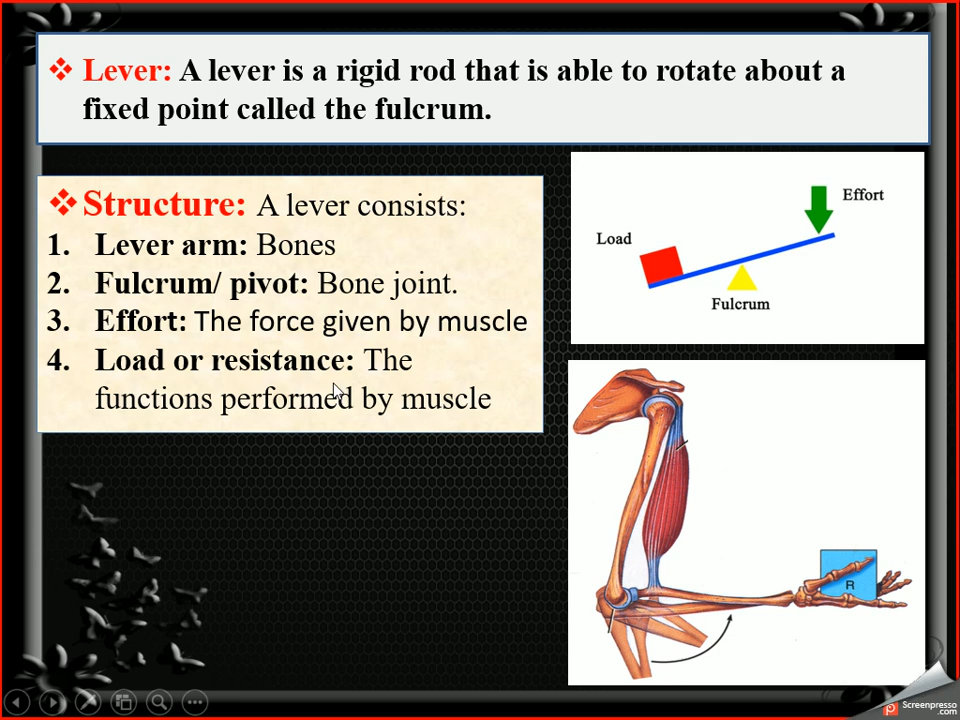 ❖ Lever: A lever is a rigid rod that is able to rotate about a
fixed point called the fulcrum.
❖ Structure: A lever consists:
1. Lever arm: Bones
2. Fulcrum/ pivot: Bone joint.
3. Effort: The force given by muscle
4. Load or resistance: The
functions performed by muscle
Effort
Load
Fulcrum
R
Screenpresso
.com